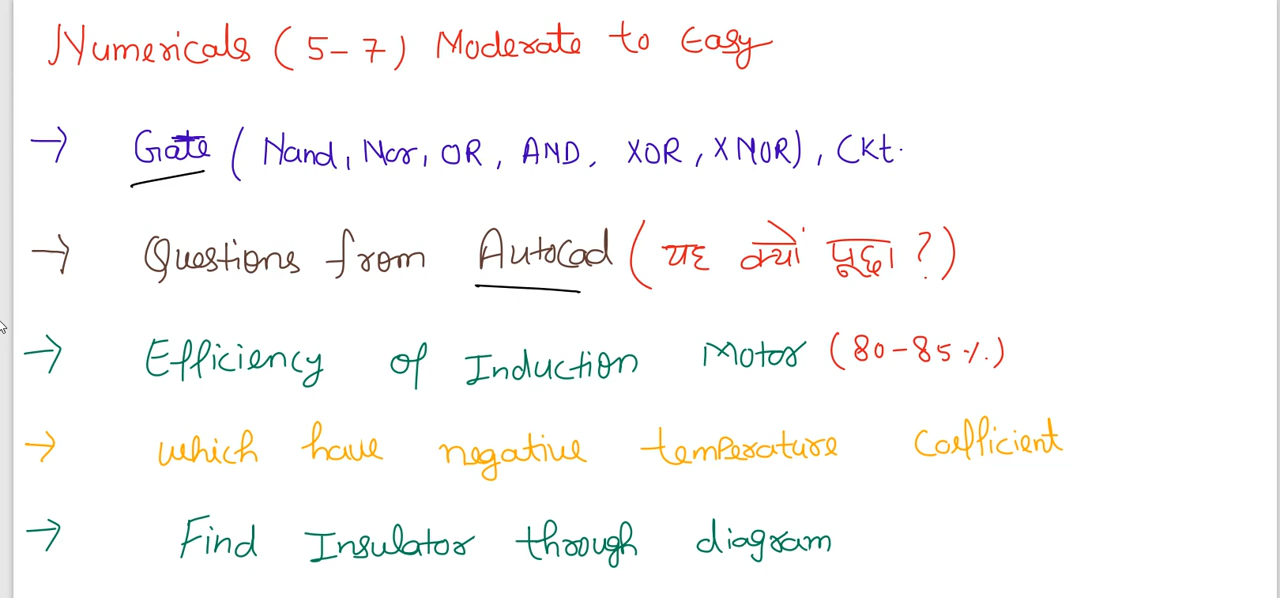 Numericals (5-7) Moderate to Easy
→ Gate (Nand, Nor, OR, AND, XOR, XNOR), Ckt.
→ Questions from Autocad (यह क्यों पूछा?)
→ Efficiency of Induction Motor (80-85%.)
→ which have negative temperature Coefficient
→ Find Insulator through diagram